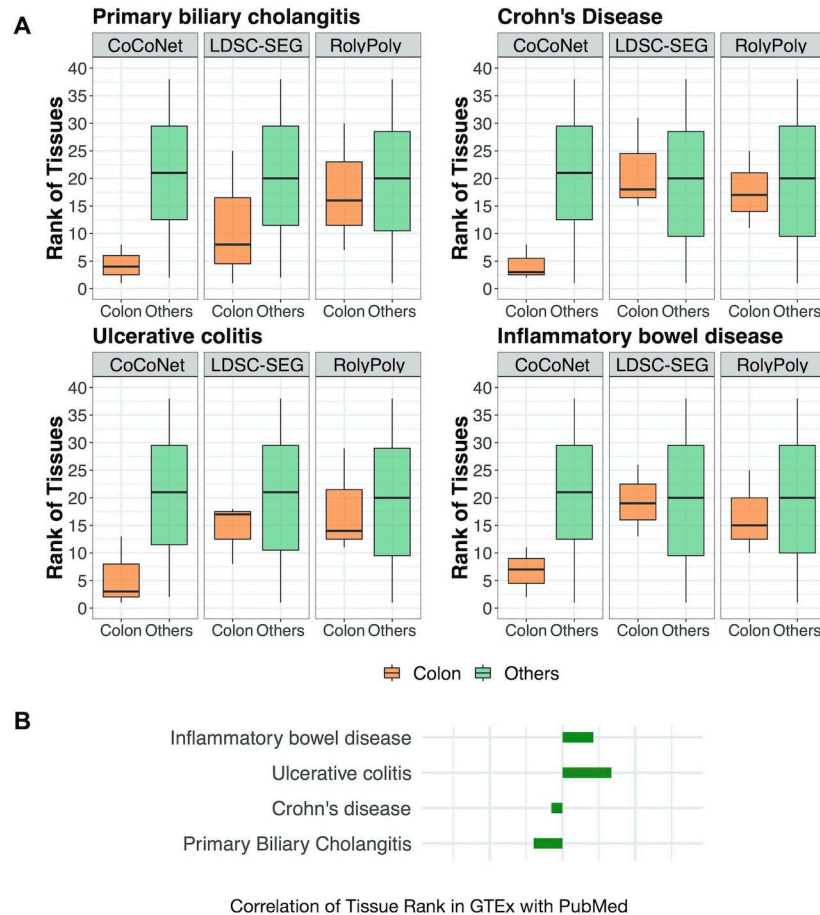 A
Primary biliary cholangitis
CoCoNet LDSC-SEG RolyPoly
Rank of Tissues
40
35
30
25
20
15
10
5
0
Colon Others Colon Others Colon Others
Crohn's Disease
CoCoNet LDSC-SEG RolyPoly
Rank of Tissues
40
35
30
25
20
15
10
5
0
Colon Others Colon Others Colon Others
Ulcerative colitis
CoCoNet LDSC-SEG RolyPoly
Rank of Tissues
40
35
30
25
20
15
10
5
0
Colon Others Colon Others Colon Others
Inflammatory bowel disease
CoCoNet LDSC-SEG RolyPoly
Rank of Tissues
40
35
30
25
20
15
10
5
0
Colon Others Colon Others Colon Others
Colon Others
B
Inflammatory bowel disease
Ulcerative colitis
Crohn's disease
Primary Biliary Cholangitis
Correlation of Tissue Rank in GTEx with PubMed